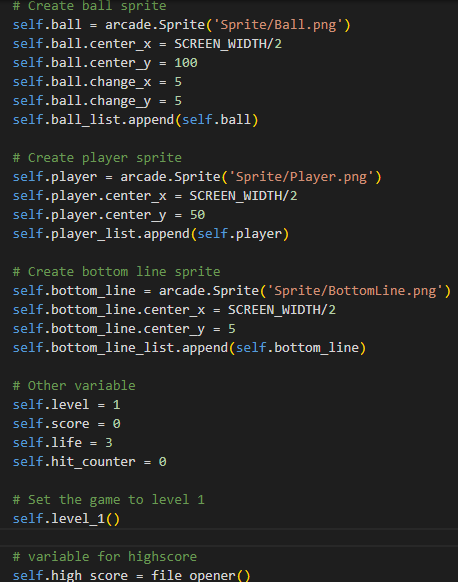 # Create ball sprite
self.ball = arcade.Sprite('Sprite/Ball.png')
self.ball.center_x = SCREEN_WIDTH/2
self.ball.center_y = 100
self.ball.change_x = 5
self.ball.change_y = 5
self.ball_list.append(self.ball)

# Create player sprite
self.player = arcade.Sprite('Sprite/Player.png')
self.player.center_x = SCREEN_WIDTH/2
self.player.center_y = 50
self.player_list.append(self.player)

# Create bottom line sprite
self.bottom_line = arcade.Sprite('Sprite/BottomLine.png')
self.bottom_line.center_x = SCREEN_WIDTH/2
self.bottom_line.center_y = 5
self.bottom_line_list.append(self.bottom_line)

# Other variable
self.level = 1
self.score = 0
self.life = 3
self.hit_counter = 0

# Set the game to level 1
self.level_1()

# variable for highscore
self.high_score = file_opener()